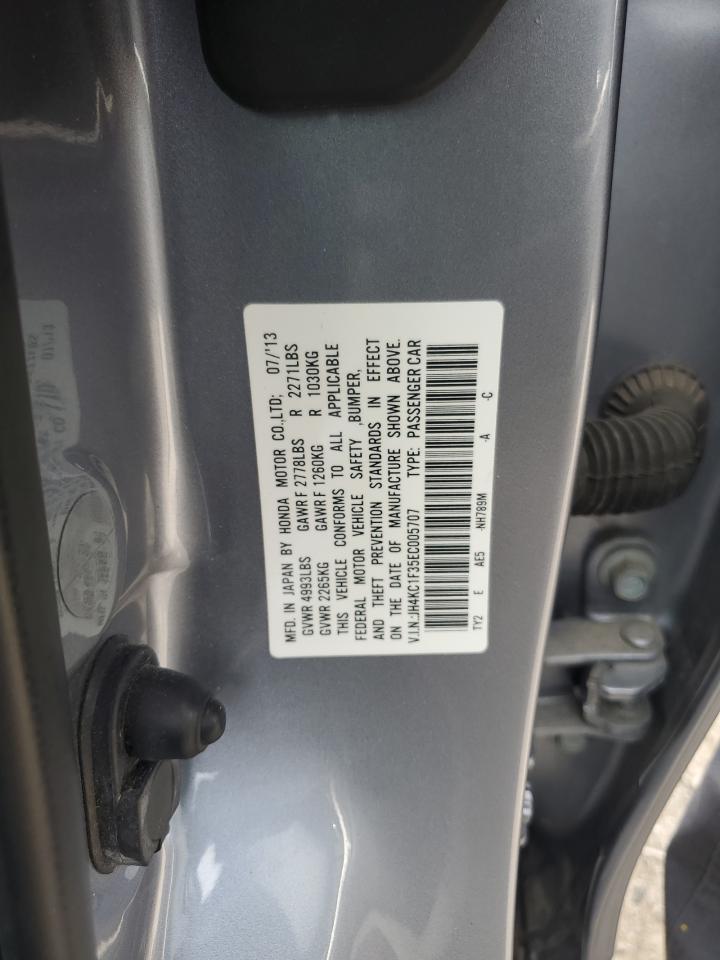 MFD. IN JAPAN BY HONDA MOTOR CO.,LTD; 07/'13
GVWR 4993LBS GAWR F 2778LBS R 2271LBS
GVWR 2265KG GAWR F 1260KG R 1030KG
THIS VEHICLE CONFORMS TO ALL APPLICABLE
FEDERAL MOTOR VEHICLE SAFETY ,BUMPER,
AND THEFT PREVENTION STANDARDS IN EFFECT
ON THE DATE OF MANUFACTURE SHOWN ABOVE.
V.I.N.:JH4KC1F35EC005707 TYPE: PASSENGER CAR
TY2 E AE5 -NH789M -A -C